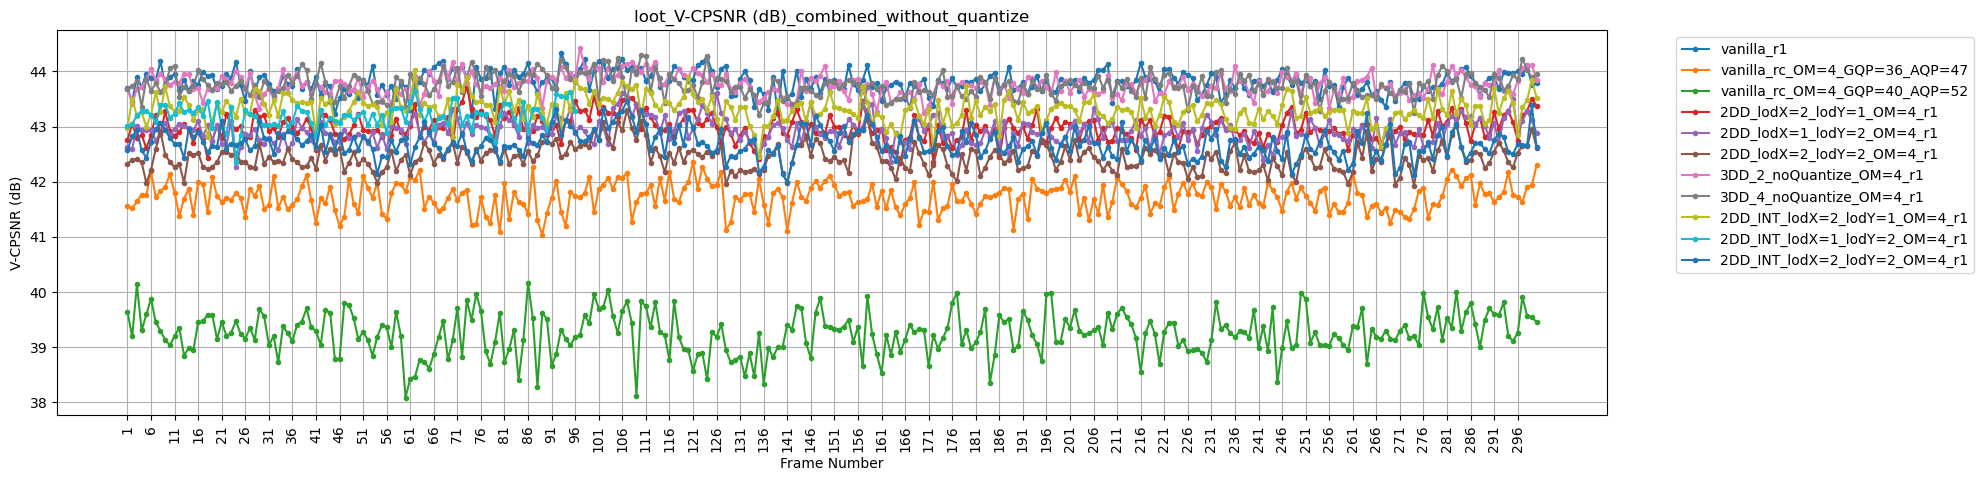 loot_V-CPSNR (dB)_combined_without_quantize
V-CPSNR (dB)
44
43
42
41
40
39
38
1 6 11 16 21 26 31 36 41 46 51 56 61 66 71 76 81 86 91 96 101 106 111 116 121 126 131 136 141 146 151 156 161 166 171 176 181 186 191 196 201 206 211 216 221 226 231 236 241 246 251 256 261 266 271 276 281 286 291 296
Frame Number
vanilla_r1
vanilla_rc_OM=4_GQP=36_AQP=47
vanilla_rc_OM=4_GQP=40_AQP=52
2DD_lodX=2_lodY=1_OM=4_r1
2DD_lodX=1_lodY=2_OM=4_r1
2DD_lodX=2_lodY=2_OM=4_r1
3DD_2_noQuantize_OM=4_r1
3DD_4_noQuantize_OM=4_r1
2DD_INT_lodX=2_lodY=1_OM=4_r1
2DD_INT_lodX=1_lodY=2_OM=4_r1
2DD_INT_lodX=2_lodY=2_OM=4_r1